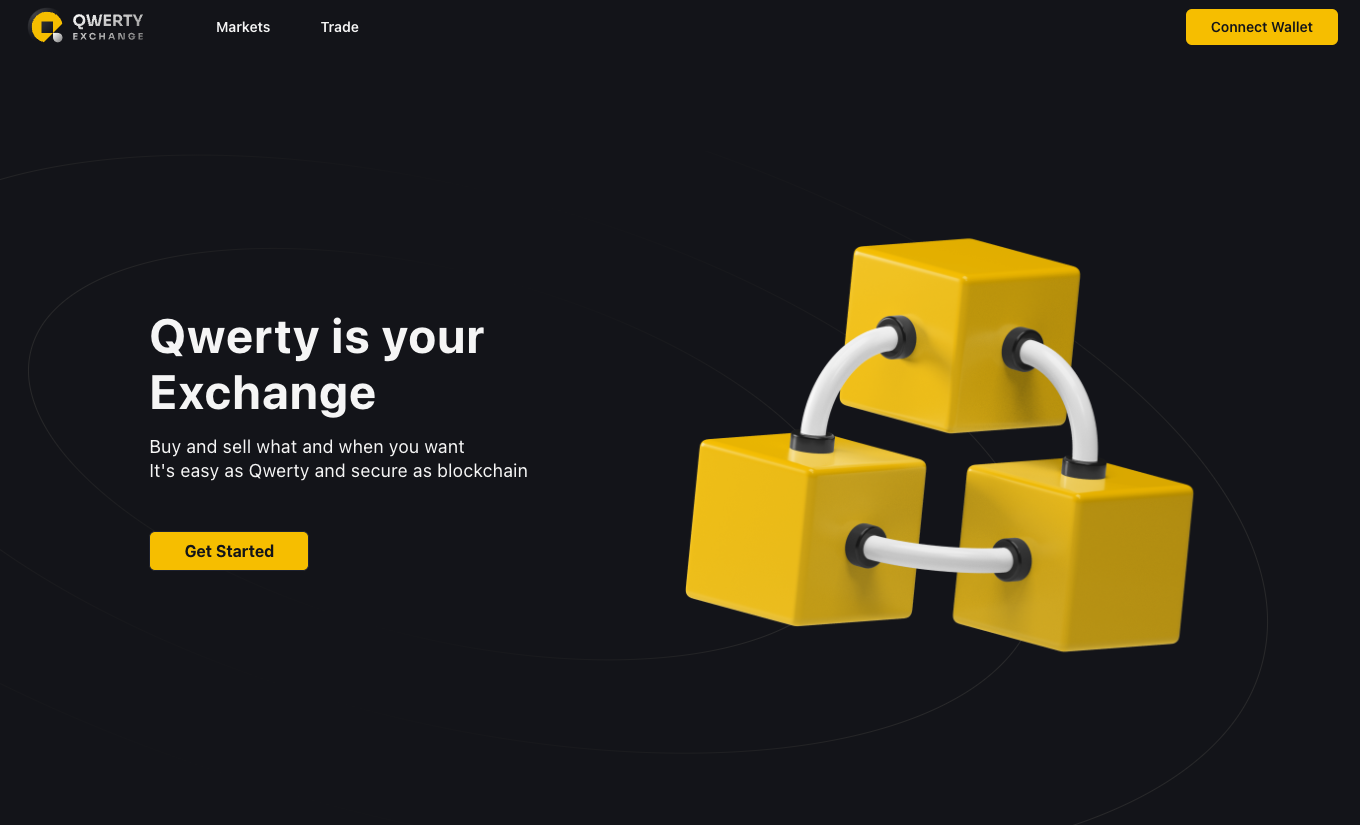 QWERTY
EXCHANGE
Markets
Trade
Connect Wallet
Qwerty is your
Exchange
Buy and sell what and when you want
It's easy as Qwerty and secure as blockchain
Get Started